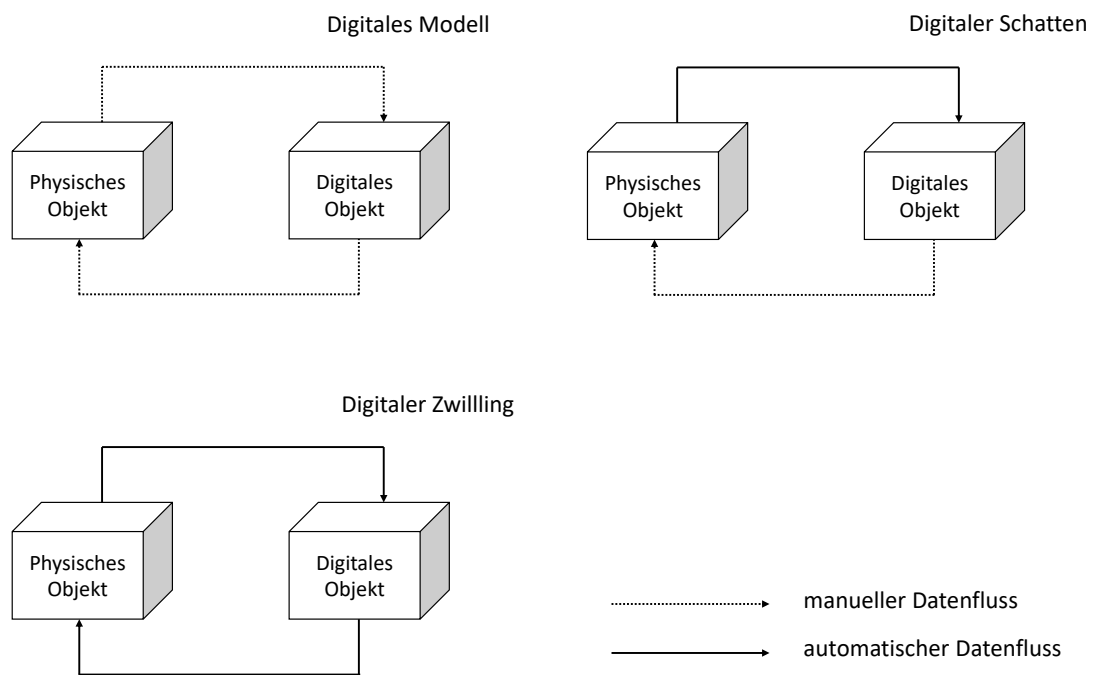 Digitales Modell
Digitaler Schatten
Physisches
Objekt
Digitales
Objekt
Physisches
Objekt
Digitales
Objekt
Digitaler Zwillling
Physisches
Objekt
Digitales
Objekt
manueller Datenfluss
automatischer Datenfluss